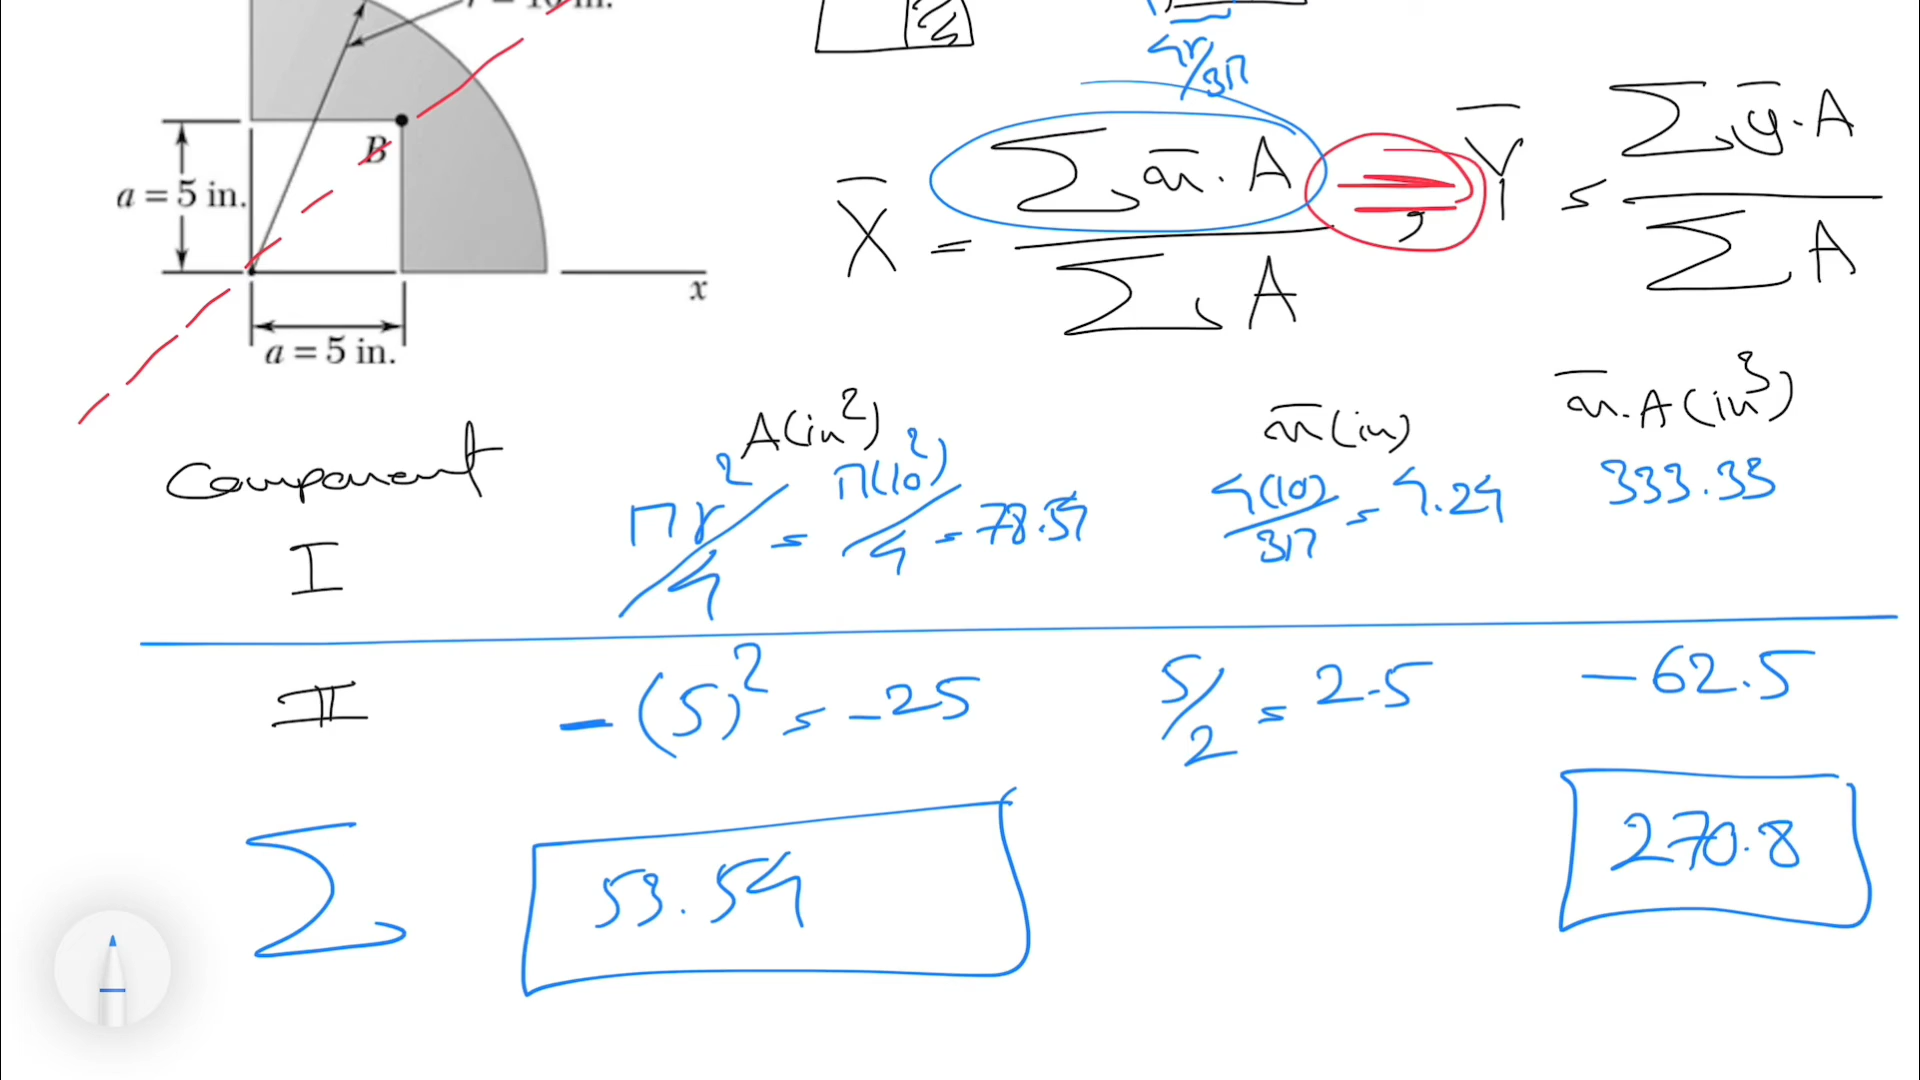 4r/3π
B
a = 5 in.
x
a = 5 in.
X̄ = Σ x̄ · A / Σ A , Ȳ = Σ ȳ · A / Σ A
Component A(in²) x̄ (in) x̄ . A (in³)
I πr²/4 = π(10²)/4 = 78.54 4(10)/3π = 4.24 333.33
II - (5)² = -25 5/2 = 2.5 -62.5
Σ 53.54 270.8